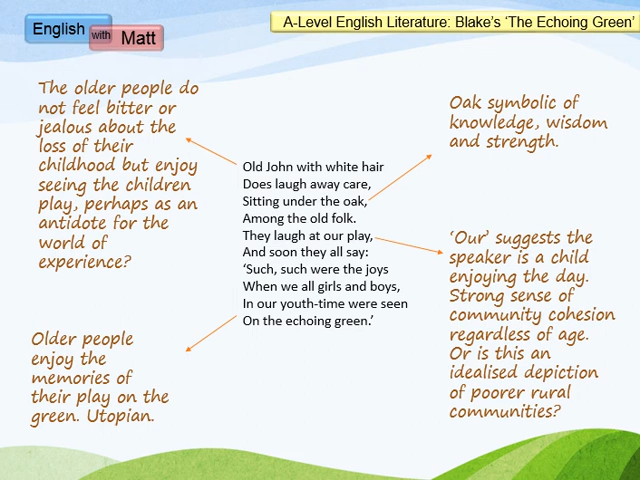 English with Matt
A-Level English Literature: Blake's 'The Echoing Green'
The older people do
not feel bitter or
jealous about the
loss of their
childhood but enjoy
seeing the children
play, perhaps as an
antidote for the
world of
experience?
Oak symbolic of
knowledge, wisdom
and strength.
Old John with white hair
Does laugh away care,
Sitting under the oak,
Among the old folk.
They laugh at our play,
And soon they all say:
'Such, such were the joys
When we all girls and boys,
In our youth-time were seen
On the echoing green.'
'Our' suggests the
speaker is a child
enjoying the day.
Strong sense of
community cohesion
regardless of age.
Or is this an
idealised depiction
of poorer rural
communities?
Older people
enjoy the
memories of
their play on the
green. Utopian.